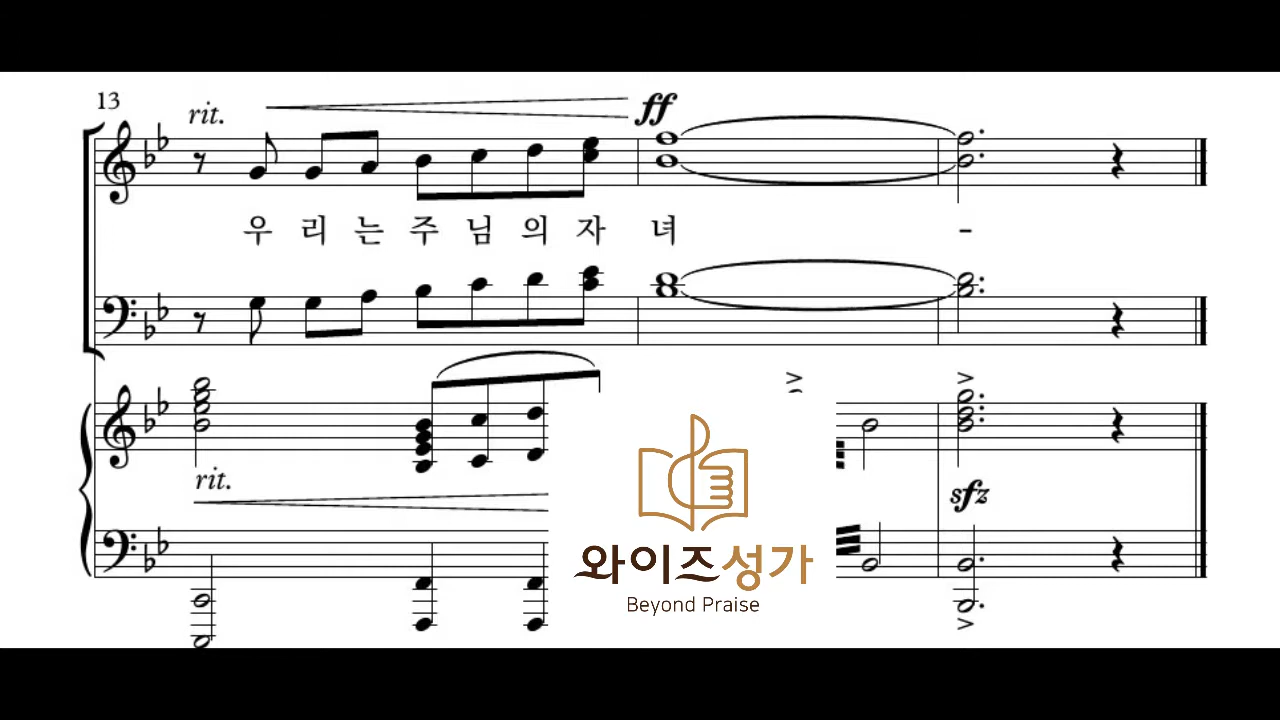 13
rit.
ff
우 리 는 주 님 의 자 녀 -
rit.
sfz
와이즈성가
Beyond Praise